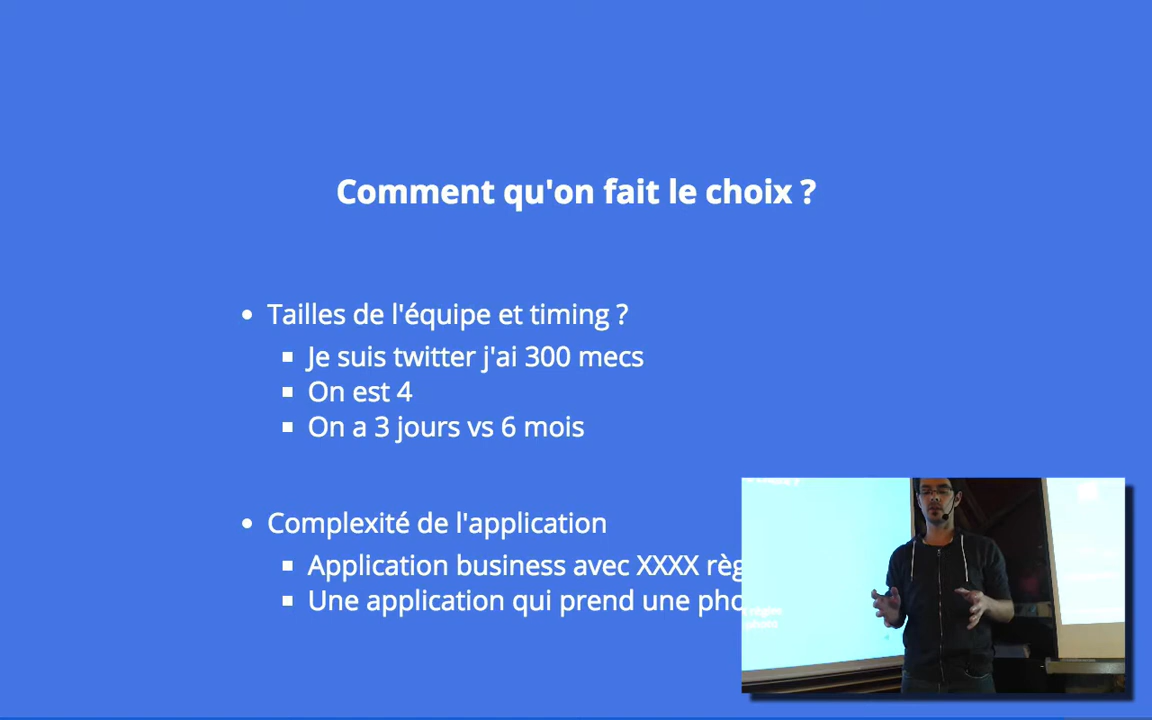 Comment qu'on fait le choix ?
Tailles de l'équipe et timing ?
Je suis twitter j'ai 300 mecs
On est 4
On a 3 jours vs 6 mois
Complexité de l'application
Application business avec XXXX règ
Une application qui prend une pho
règles
photo